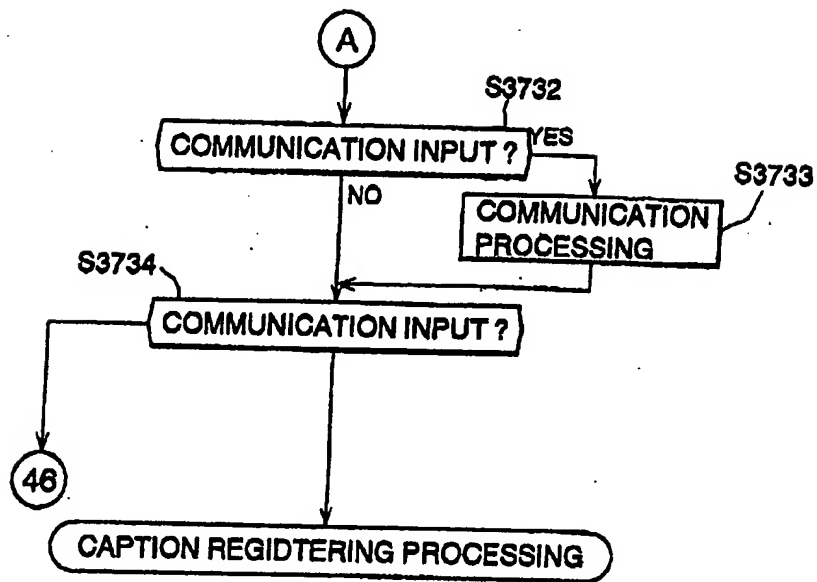 A
S3732
COMMUNICATION INPUT ?
YES
NO
S3733
COMMUNICATION
PROCESSING
S3734
COMMUNICATION INPUT ?
46
CAPTION REGIDTERING PROCESSING